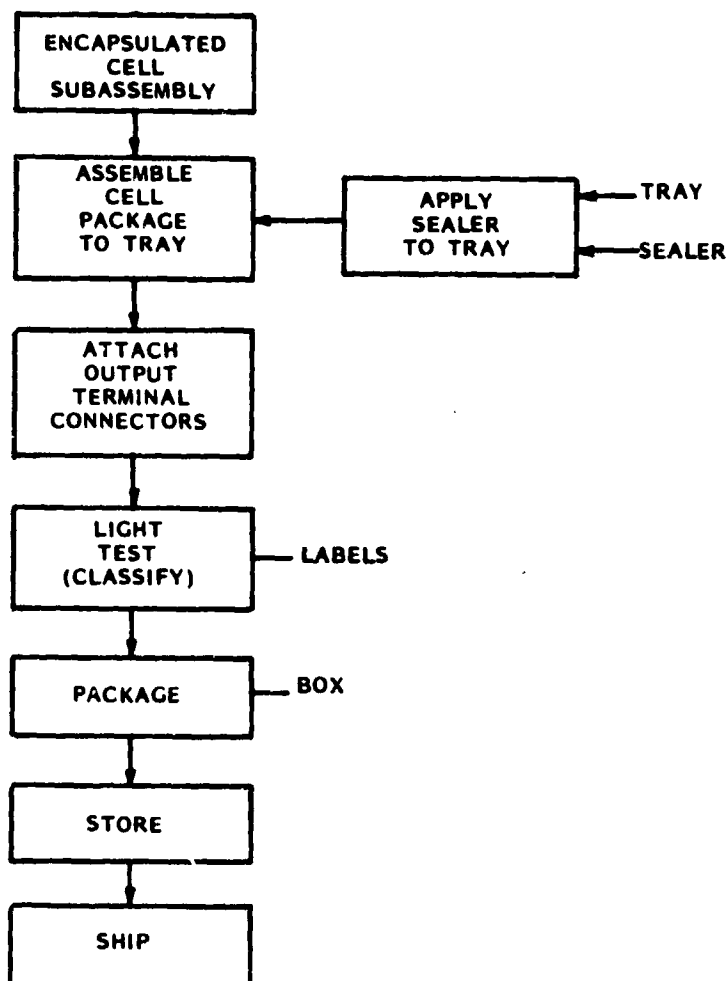 ENCAPSULATED
CELL
SUBASSEMBLY
ASSEMBLE
CELL
PACKAGE
TO TRAY
APPLY
SEALER
TO TRAY
TRAY
SEALER
ATTACH
OUTPUT
TERMINAL
CONNECTORS
LIGHT
TEST
(CLASSIFY)
LABELS
PACKAGE
BOX
STORE
SHIP